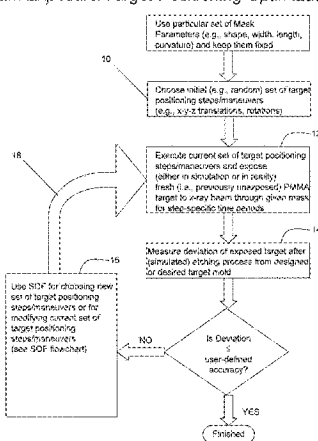 Use particular set of Mask
Parameters (e.g., shape, width, length,
curvature) and keep them fixed
10
Choose initial (e.g., random) set of target
positioning steps/maneuvers
(e.g., x-y-z translations, rotations)
12
18
Execute current set of target positioning
steps/maneuvers and expose
(either in simulation or in reality)
fresh (i.e., previously unexposed) PMMA
target to x-ray beam through given mask
for step-specific time periods
14
16
Measure deviation of exposed target after
(simulated) etching process from designed
or desired target mold
Use SOF for choosing new
set of target positioning
steps/maneuvers or for
modifying current set of
target positioning
steps/maneuvers
(see SOF flowchart)
NO
Is Deviation
≤
user-defined
accuracy?
YES
Finished